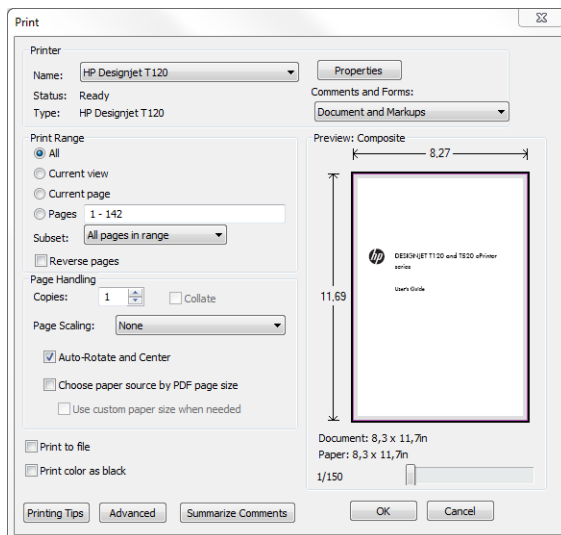 Print
Printer
Name:
HP Designjet T120
Properties
Status:
Ready
Comments and Forms:
Type:
HP Designjet T120
Document and Markups
Print Range
All
Current view
Current page
Pages
1 - 142
Subset:
All pages in range
Reverse pages
Page Handling
Copies:
1
Collate
Page Scaling:
None
Auto-Rotate and Center
Choose paper source by PDF page size
Use custom paper size when needed
Print to file
Print color as black
Preview: Composite
8,27
11,69
hp
DESIGNJET T120 and T520 ePrinter
series
User's Guide
Document: 8,3 x 11,7in
Paper: 8,3 x 11,7in
1/150
Printing Tips
Advanced
Summarize Comments
OK
Cancel